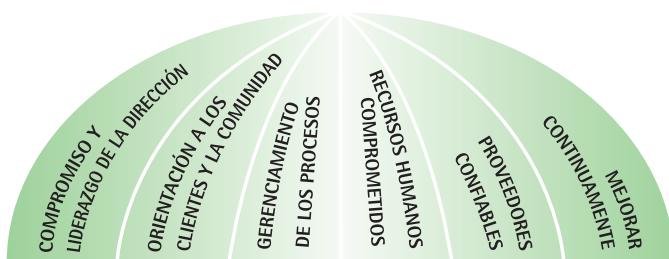 COMPROMISO Y
LIDERAZGO DE LA DIRECCIÓN
ORIENTACIÓN A LOS
CLIENTES Y LA COMUNIDAD
GERENCIAMIENTO
DE LOS PROCESOS
RECURSOS HUMANOS
COMPROMETIDOS
PROVEEDORES
CONFIABLES
MEJORAR
CONTINUAMENTE